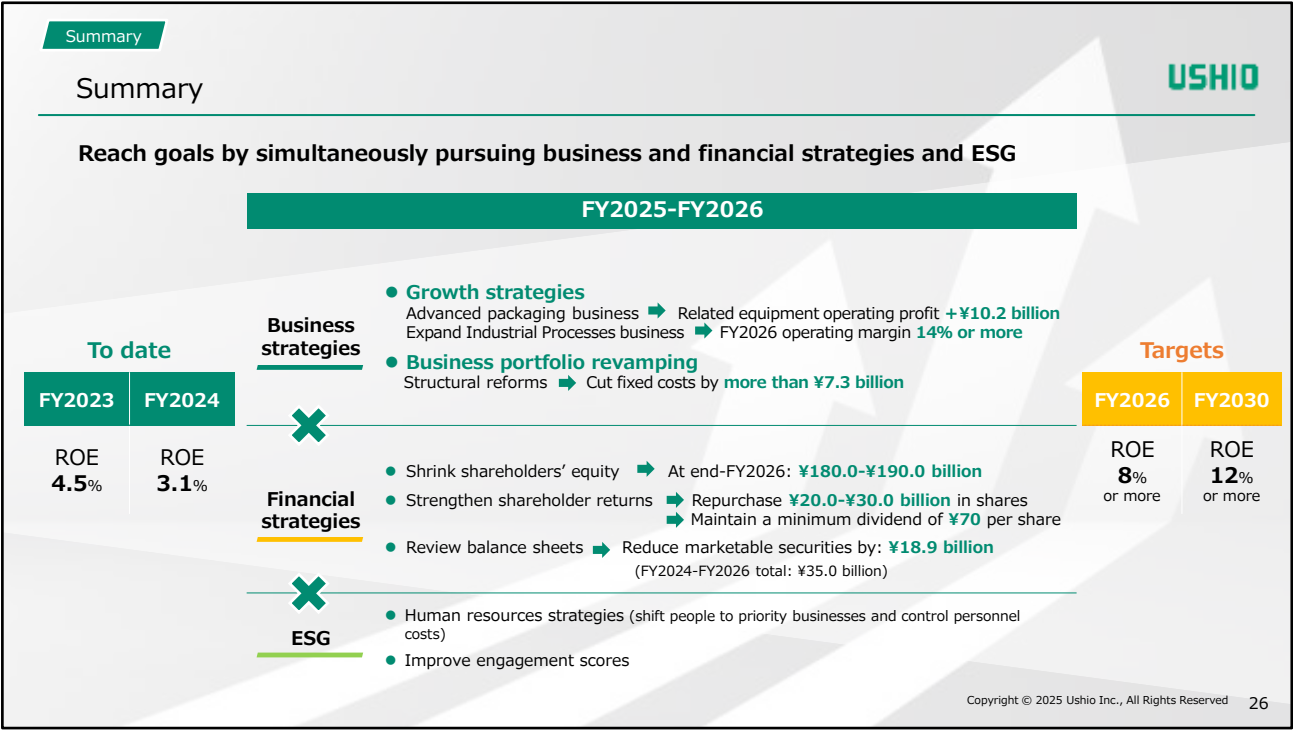 Summary
Summary
USHIO
Reach goals by simultaneously pursuing business and financial strategies and ESG
FY2025-FY2026
To date
FY2023 FY2024
ROE ROE
4.5% 3.1%
Business
strategies
● Growth strategies
Advanced packaging business ➡ Related equipment operating profit +¥10.2 billion
Expand Industrial Processes business ➡ FY2026 operating margin 14% or more
● Business portfolio revamping
Structural reforms ➡ Cut fixed costs by more than ¥7.3 billion
Financial
strategies
● Shrink shareholders’ equity ➡ At end-FY2026: ¥180.0-¥190.0 billion
● Strengthen shareholder returns ➡ Repurchase ¥20.0-¥30.0 billion in shares
➡ Maintain a minimum dividend of ¥70 per share
● Review balance sheets ➡ Reduce marketable securities by: ¥18.9 billion
(FY2024-FY2026 total: ¥35.0 billion)
ESG
● Human resources strategies (shift people to priority businesses and control personnel
costs)
● Improve engagement scores
Targets
FY2026 FY2030
ROE ROE
8% 12%
or more or more
Copyright © 2025 Ushio Inc., All Rights Reserved 26